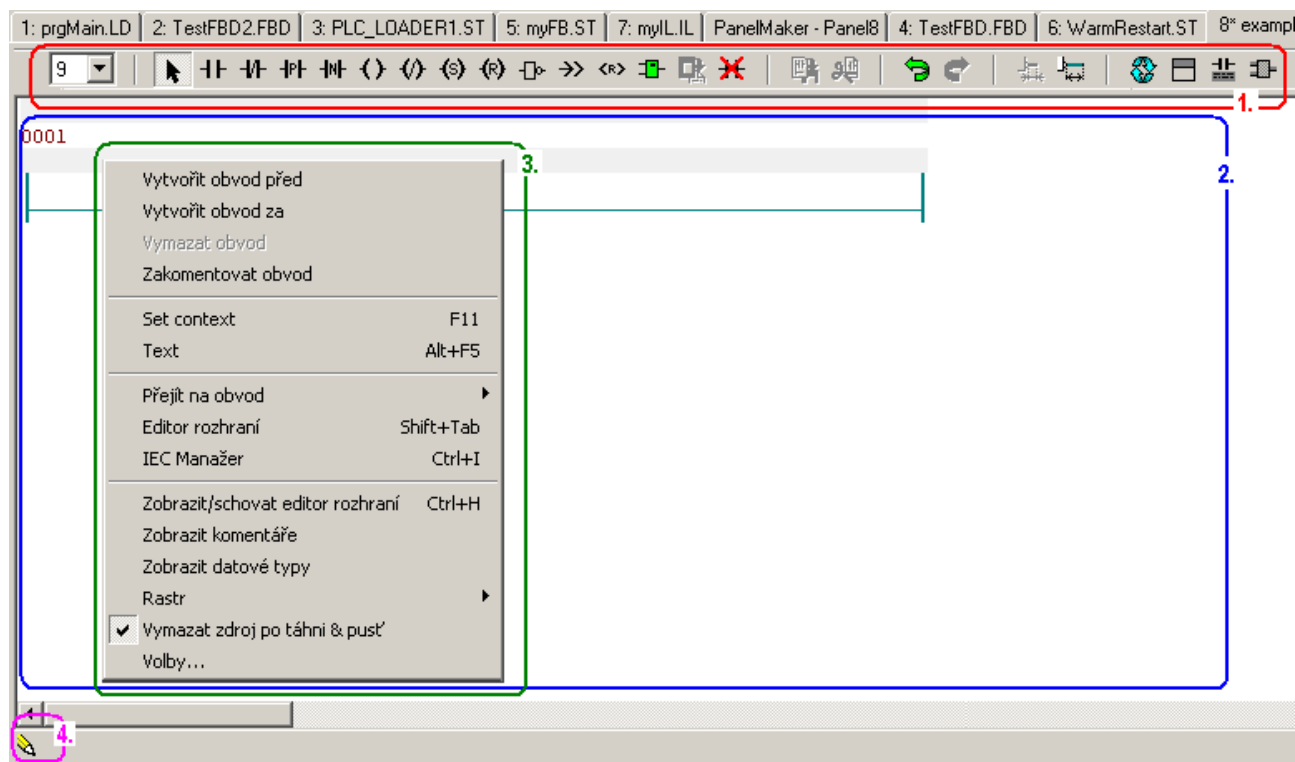 1: prgMain.LD 2: TestFBD2.FBD 3: PLC_LOADER1.ST 5: myFB.ST 7: myIL.IL PanelMaker - Panel8 4: TestFBD.FBD 6: WarmRestart.ST 8* exampl
9 P N (S) (R) <R>
1.
0001
3.
2.
Vytvořit obvod před
Vytvořit obvod za
Vymazat obvod
Zakomentovat obvod
Set context F11
Text Alt+F5
Přejít na obvod
Editor rozhraní Shift+Tab
IEC Manažer Ctrl+I
Zobrazit/schovat editor rozhraní Ctrl+H
Zobrazit komentáře
Zobrazit datové typy
Rastr
Vymazat zdroj po táhni & pusť
Volby...
4.